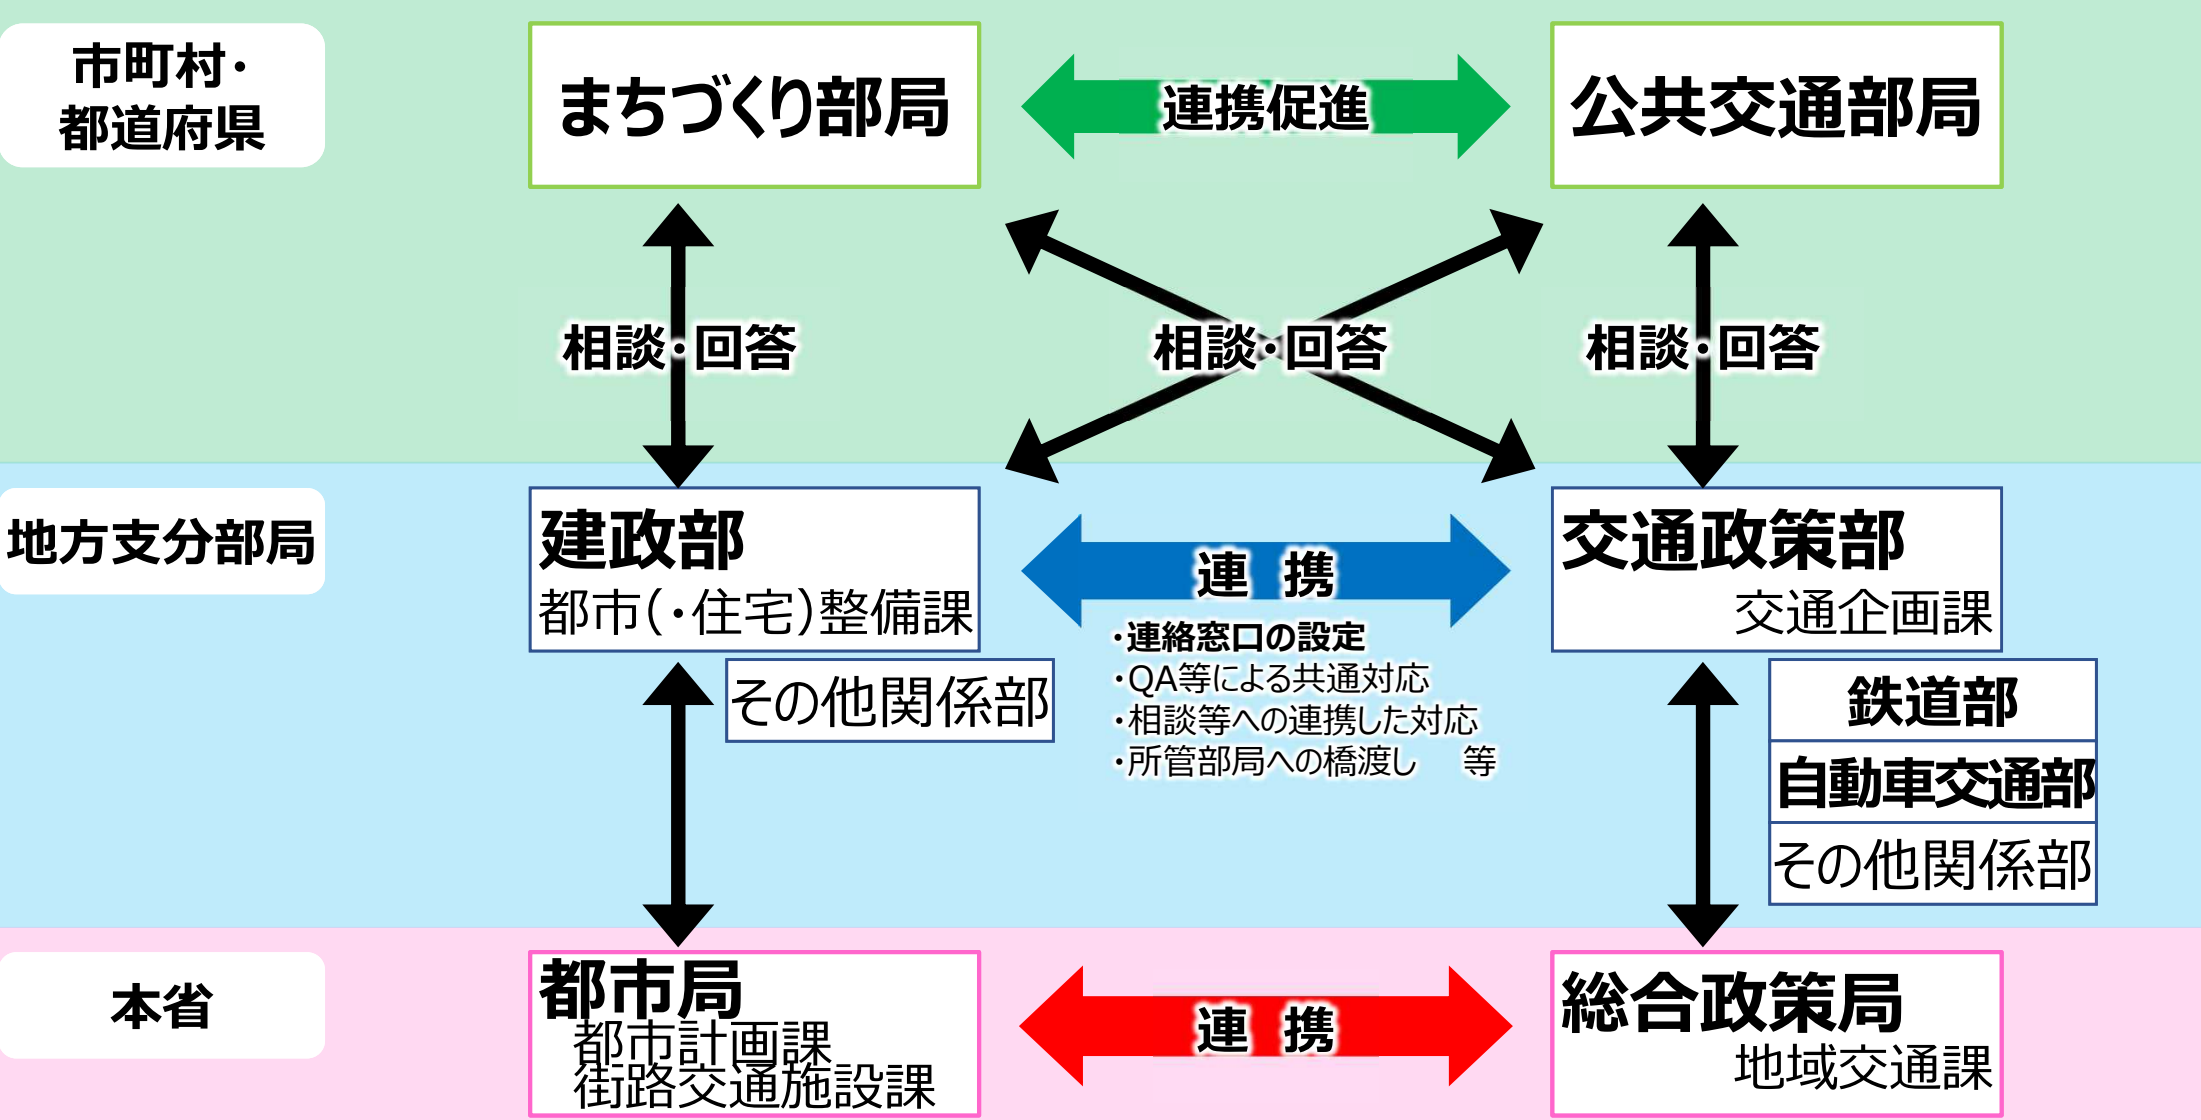 市町村・
都道府県
まちづくり部局
連携促進
公共交通部局
相談・回答
相談・回答
相談・回答
地方支分部局
建政部
都市(・住宅)整備課
その他関係部
連 携
・連絡窓口の設定
・QA等による共通対応
・相談等への連携した対応
・所管部局への橋渡し 等
交通政策部
交通企画課
鉄道部
自動車交通部
その他関係部
本省
都市局
都市計画課
街路交通施設課
連 携
総合政策局
地域交通課